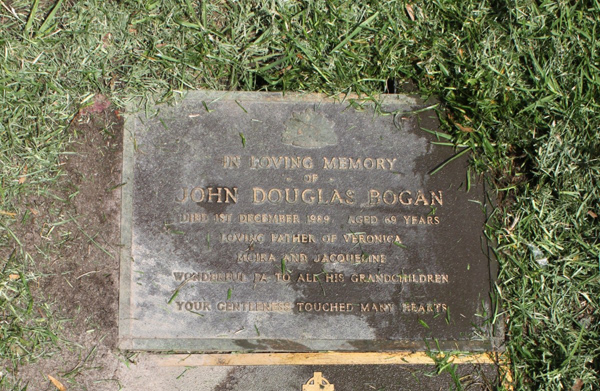 IN LOVING MEMORY
OF
JOHN DOUGLAS BOGAN
DIED 1ST DECEMBER 1989 AGED 69 YEARS
LOVING FATHER OF VERONICA
MOIRA AND JACQUELINE
WONDERFUL PA TO ALL HIS GRANDCHILDREN
YOUR GENTLENESS TOUCHED MANY HEARTS